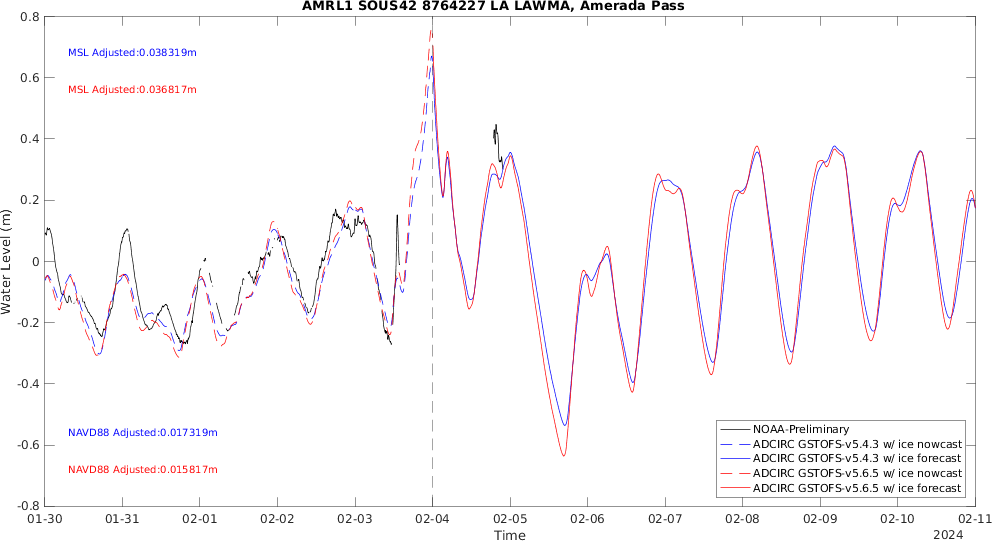 AMRL1 SOUS42 8764227 LA LAWMA, Amerada Pass
MSL Adjusted:0.038319m
MSL Adjusted:0.036817m
NAVD88 Adjusted:0.017319m
NAVD88 Adjusted:0.015817m
Water Level (m)
0.8
0.6
0.4
0.2
0
-0.2
-0.4
-0.6
-0.8
NOAA-Preliminary
ADCIRC GSTOFS-v5.4.3 w/ ice nowcast
ADCIRC GSTOFS-v5.4.3 w/ ice forecast
ADCIRC GSTOFS-v5.6.5 w/ ice nowcast
ADCIRC GSTOFS-v5.6.5 w/ ice forecast
01-30 01-31 02-01 02-02 02-03 02-04 02-05 02-06 02-07 02-08 02-09 02-10 02-11
Time
2024